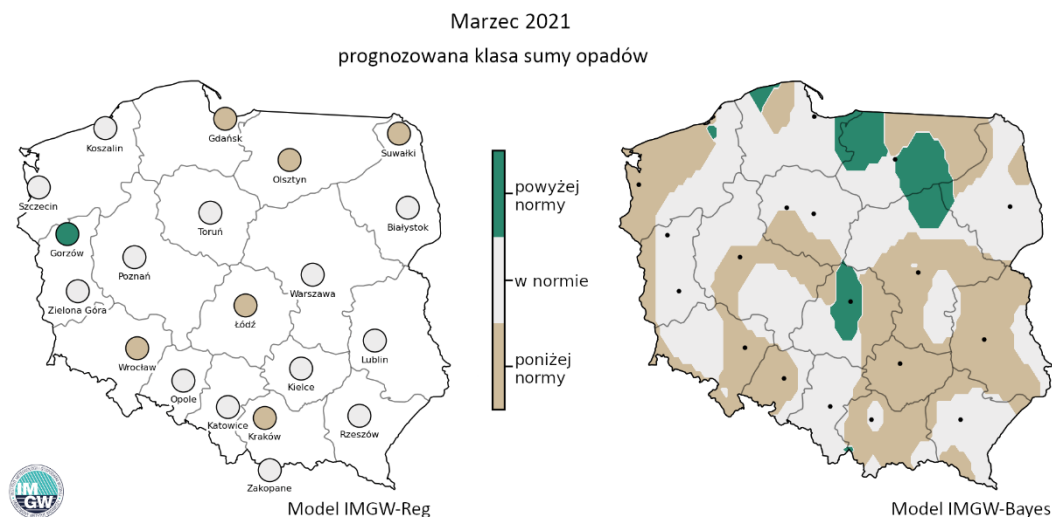 Marzec 2021
prognozowana klasa sumy opadów
Koszalin
Gdańsk
Suwałki
Olsztyn
Szczecin
Białystok
Toruń
Gorzów
Poznań
Warszawa
Zielona Góra
Łódź
Wrocław
Lublin
Kielce
Opole
Katowice
Kraków
Rzeszów
Zakopane
powyżej
normy
w normie
poniżej
normy
IM
GW
Model IMGW-Reg
Model IMGW-Bayes